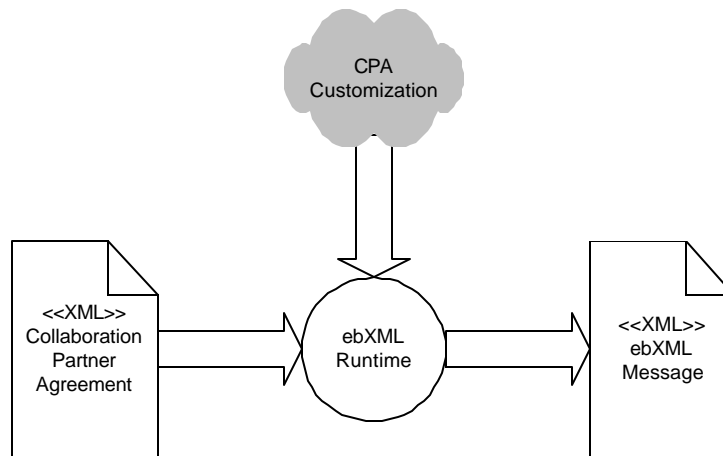 CPA
Customization
<<XML>>
Collaboration
Partner
Agreement
ebXML
Runtime
<<XML>>
ebXML
Message